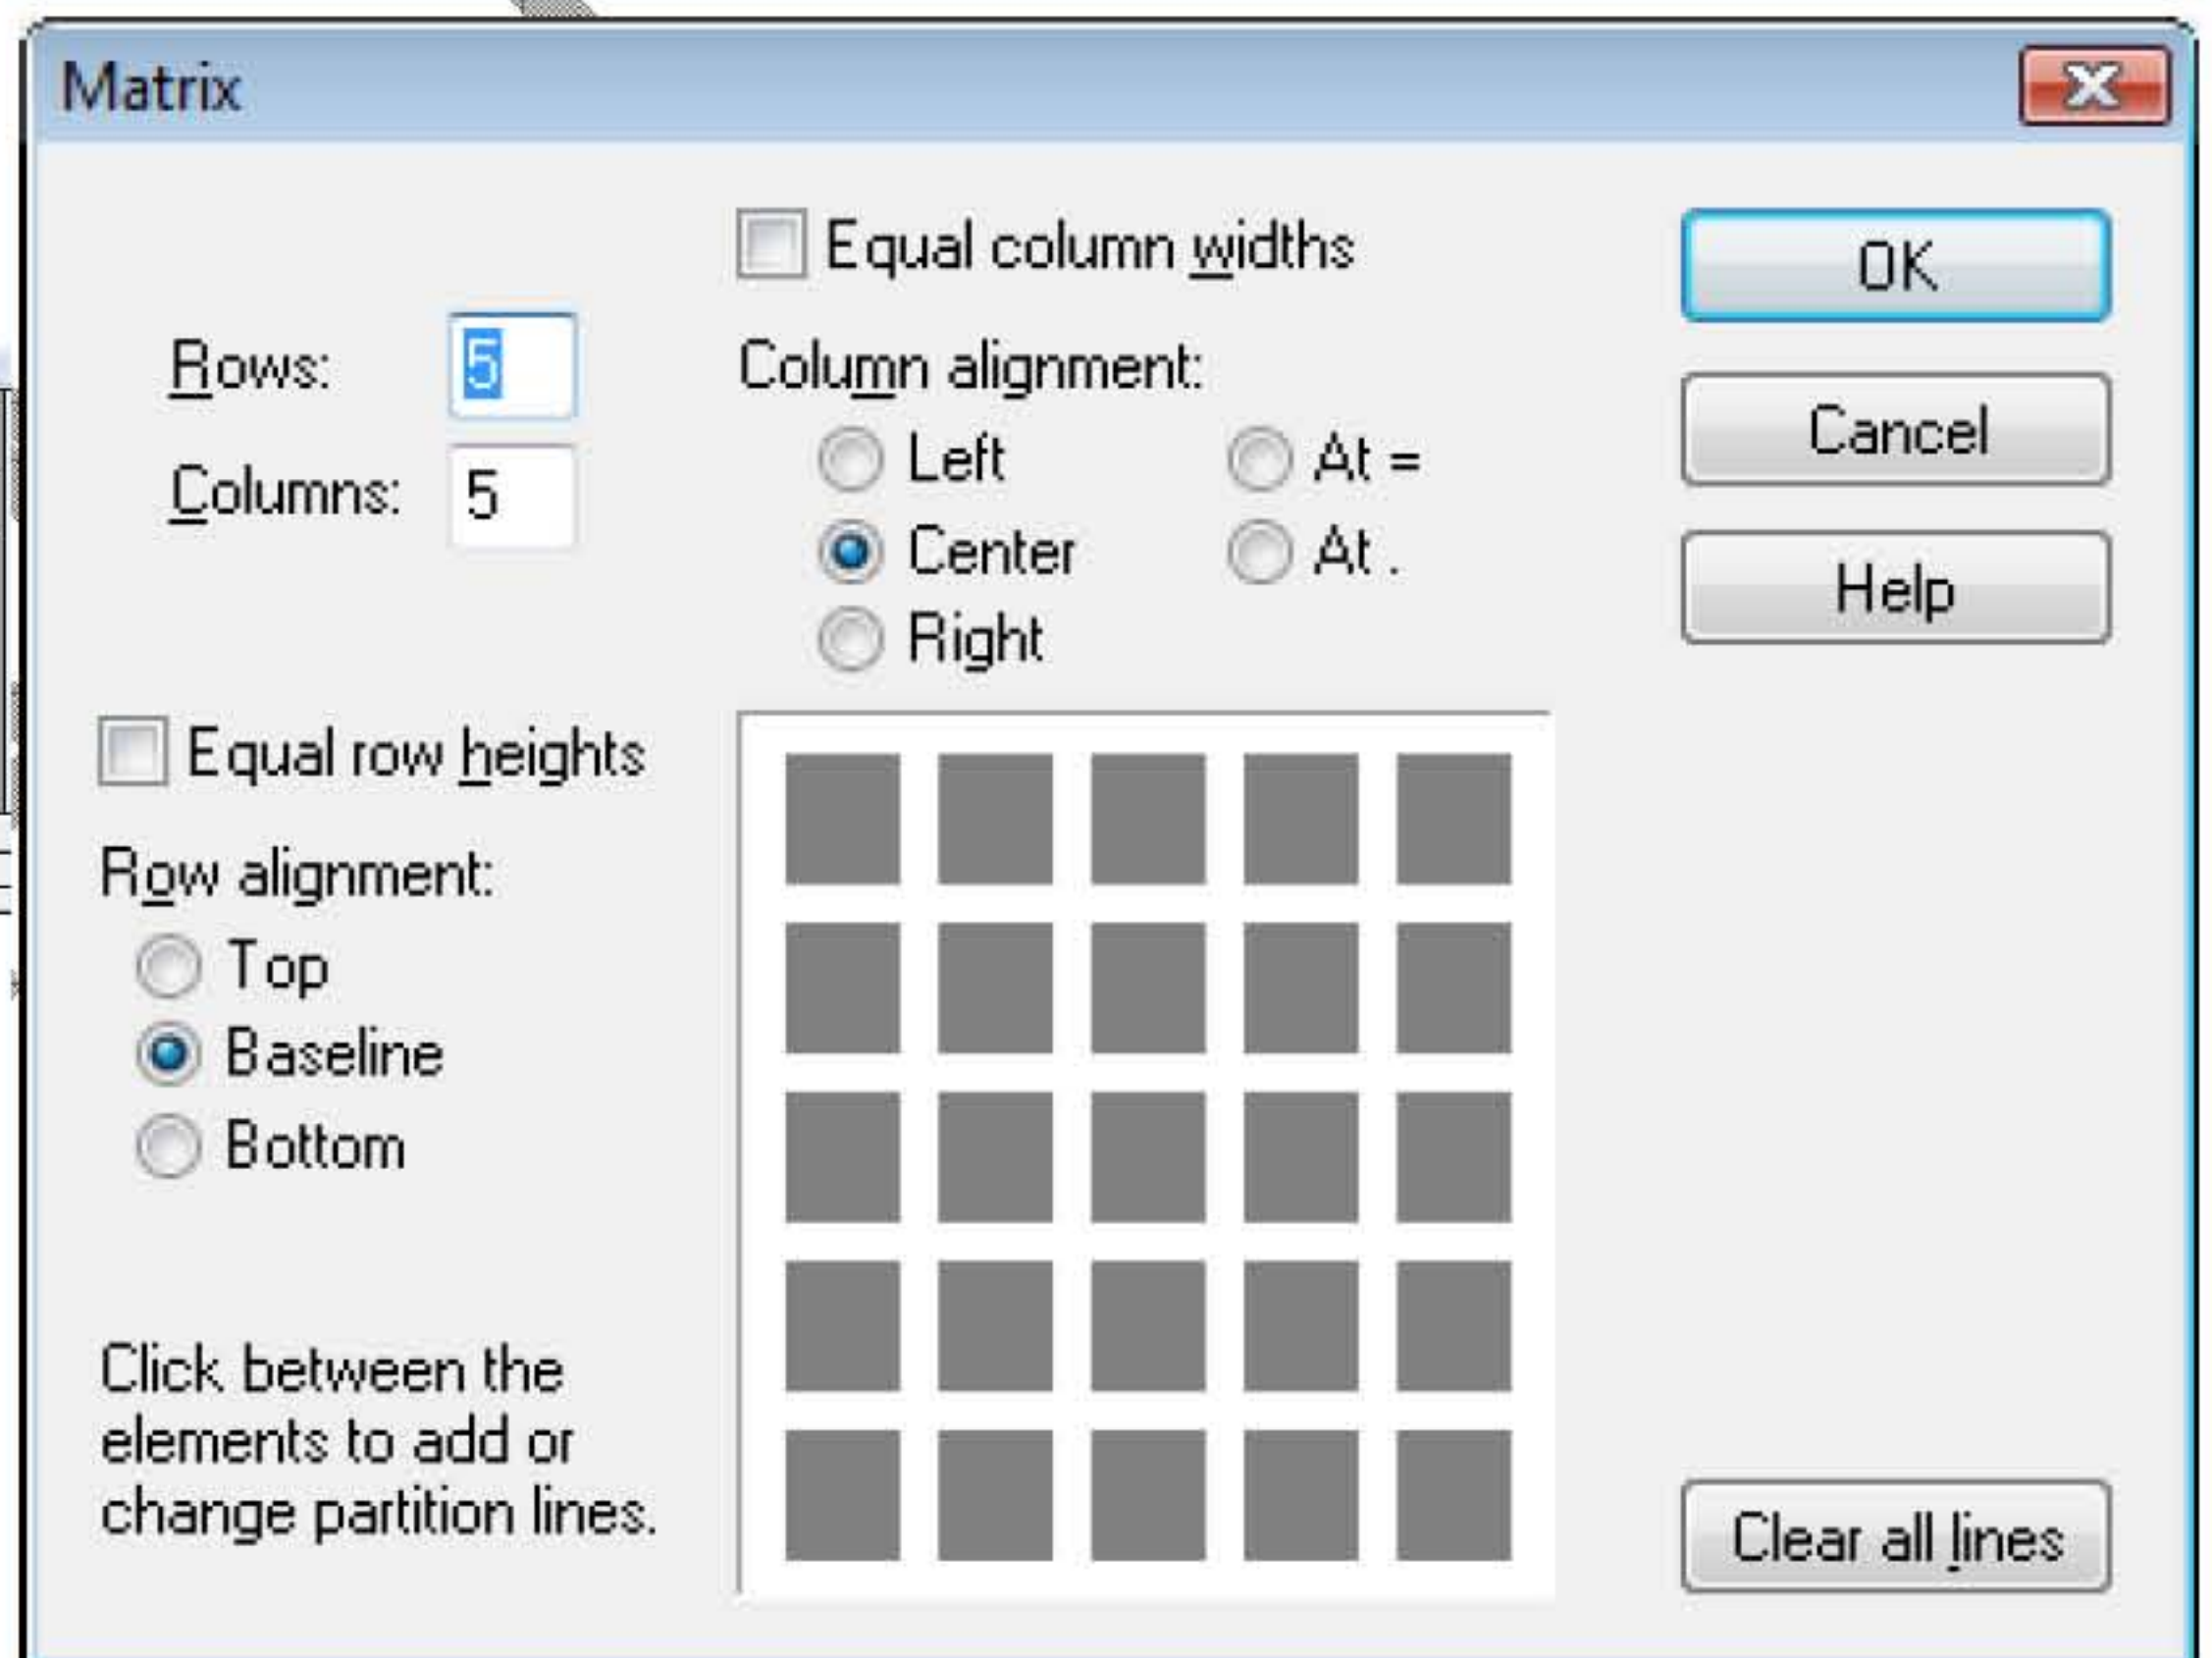 Matrix
Equal column widths
OK
Rows: 5
Column alignment:
Cancel
Left
At =
Columns: 5
Center
At .
Help
Right
Equal row heights
Row alignment:
Top
Baseline
Bottom
Click between the
elements to add or
change partition lines.
Clear all lines